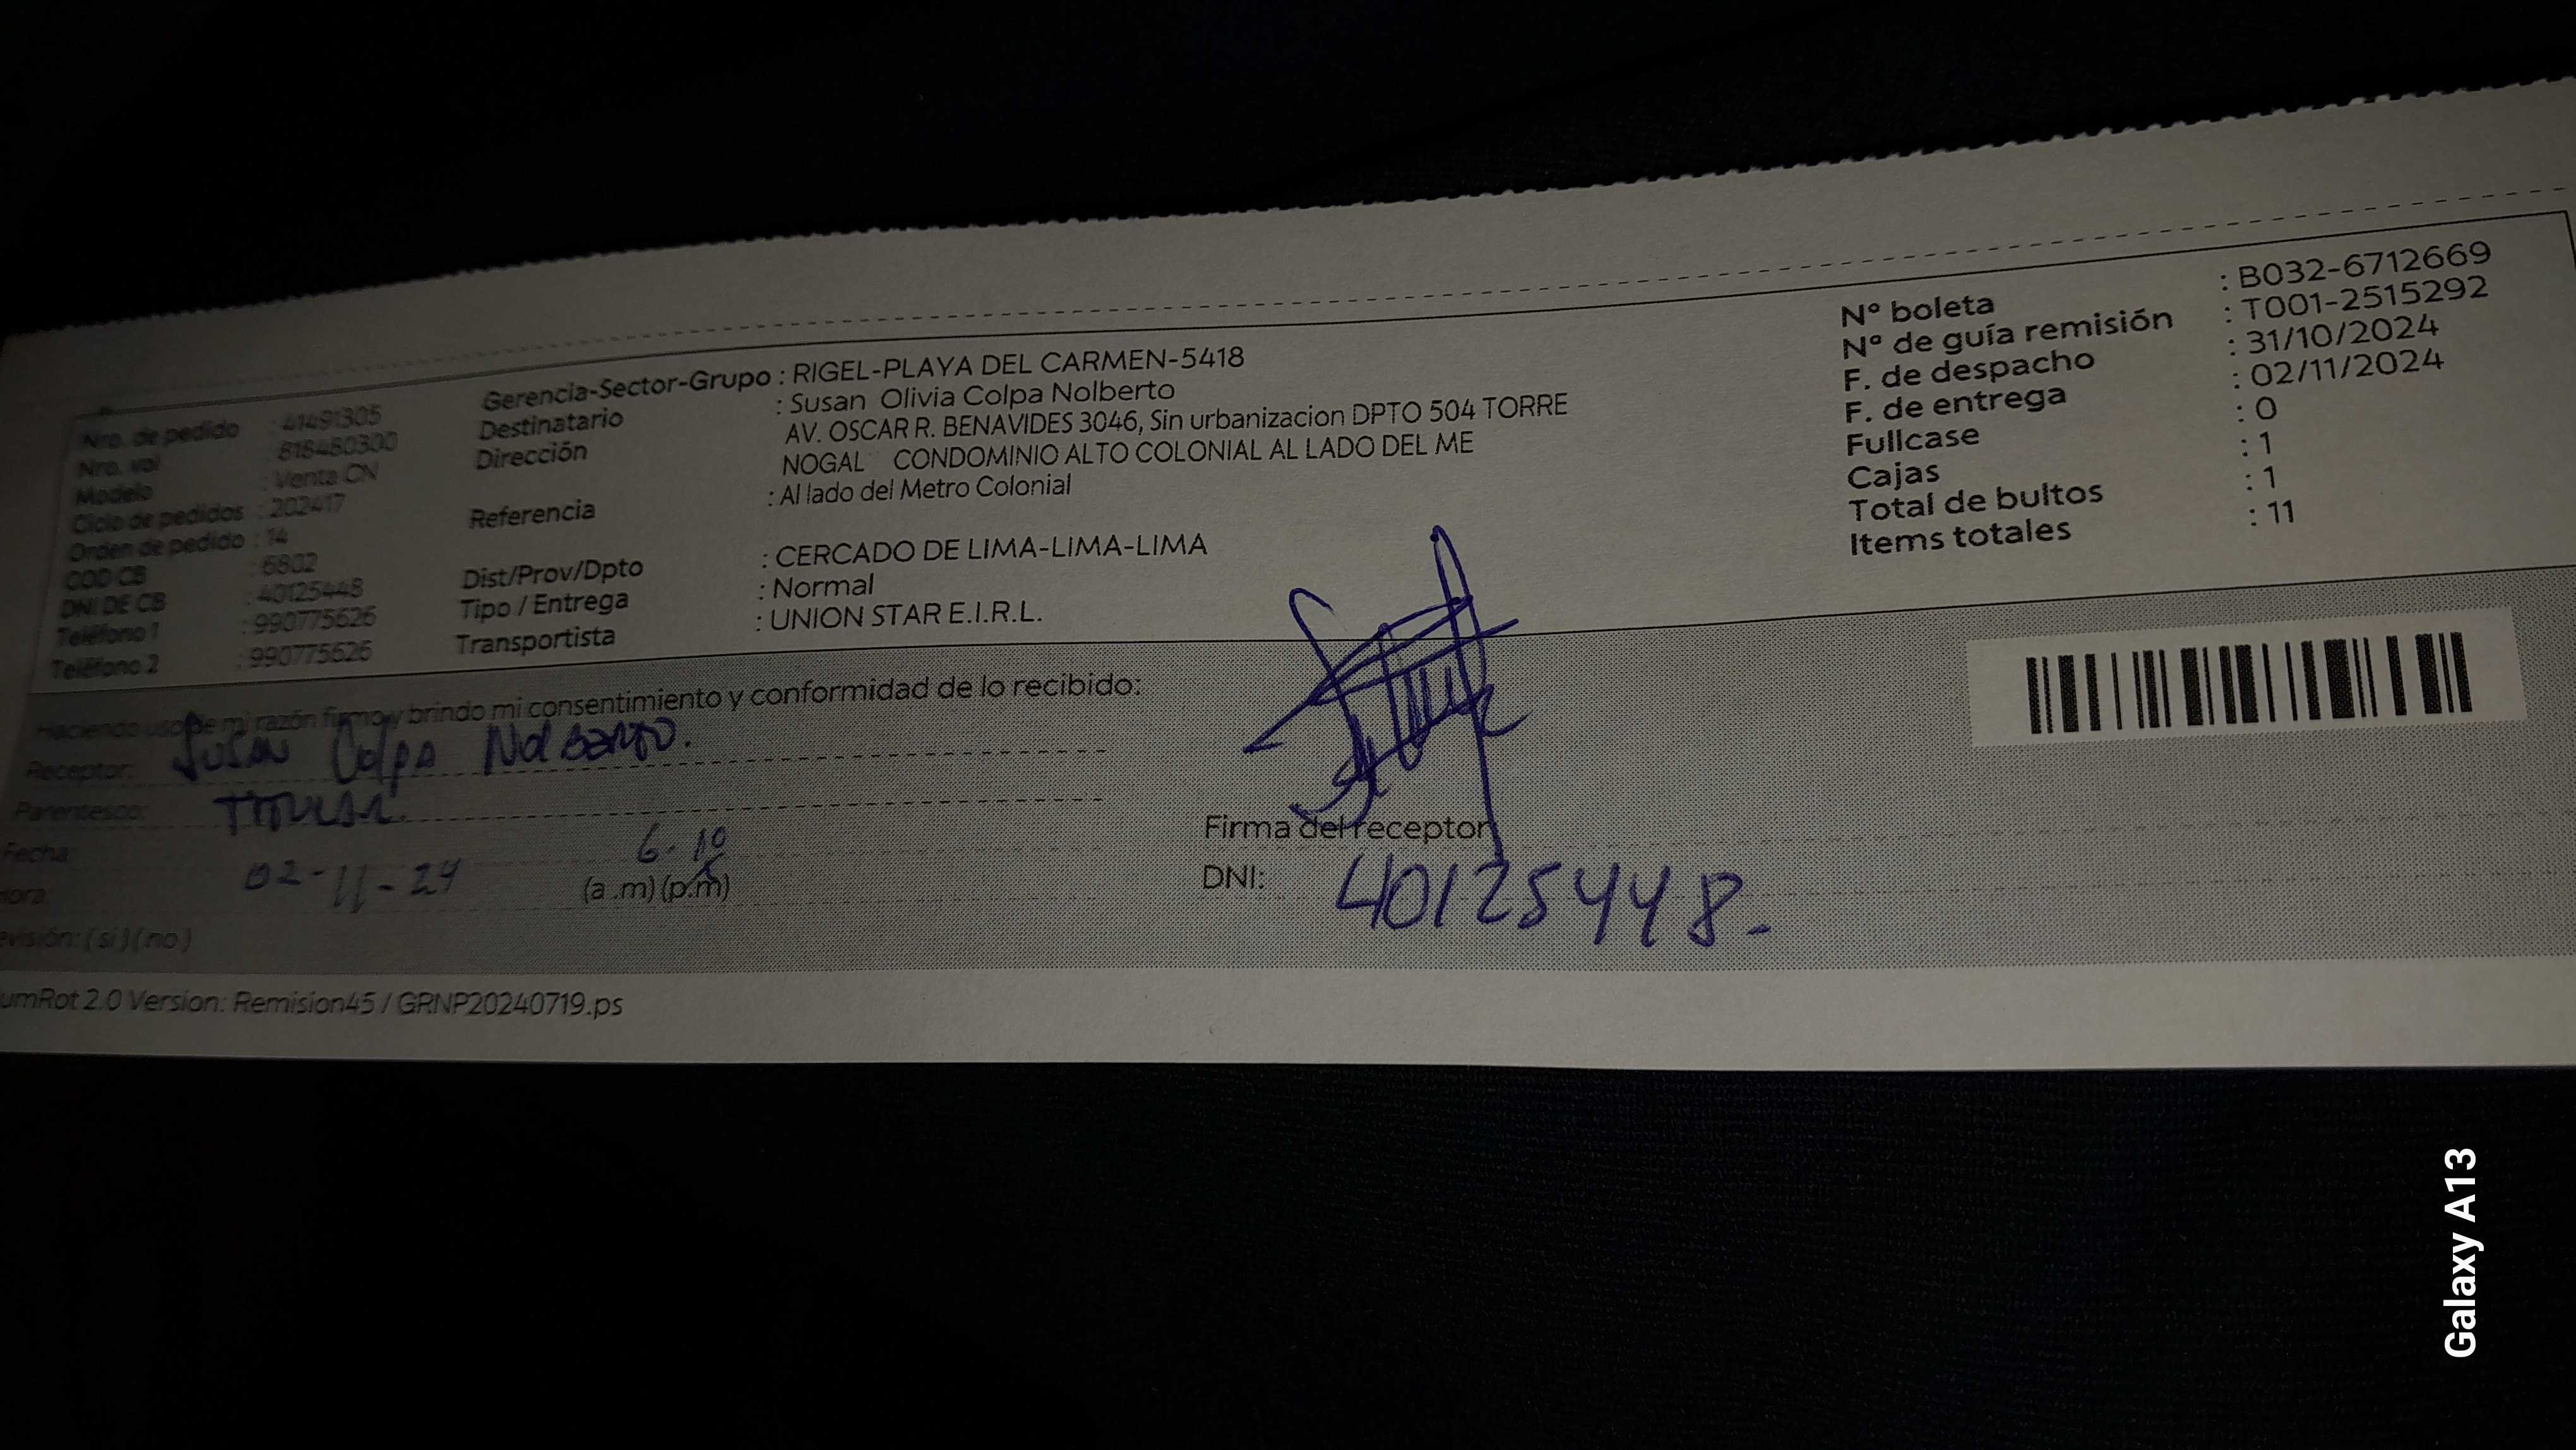 Nro. de pedido : 41491305
Nro. vol : 818480300
Modelo : Venta CN
Ciclo de pedidos : 202417
Orden de pedido : 14
COD CB : 6802
DNI DE CB : 40125448
Teléfono 1 : 990775626
Teléfono 2 : 990775626
Gerencia-Sector-Grupo : RIGEL-PLAYA DEL CARMEN-5418
Destinatario : Susan Olivia Colpa Nolberto
Dirección AV. OSCAR R. BENAVIDES 3046, Sin urbanizacion DPTO 504 TORRE
NOGAL CONDOMINIO ALTO COLONIAL AL LADO DEL ME
Referencia : Al lado del Metro Colonial
Dist/Prov/Dpto : CERCADO DE LIMA-LIMA-LIMA
Tipo / Entrega : Normal
Transportista : UNION STAR E.I.R.L.
N° boleta : B032-6712669
N° de guía remisión : T001-2515292
F. de despacho : 31/10/2024
F. de entrega : 02/11/2024
Fullcase : 0
Cajas : 1
Total de bultos : 1
Items totales : 11
Haciendo uso de mi razón firmo y brindo mi consentimiento y conformidad de lo recibido:
Receptor: Susan Colpa Nolberto.
Parentesco: TITULAR.
Fecha: 02-11-24
6.10
(a.m) (p.m)
Firma del receptor
DNI: 40125448.-
(si) (no)
2.0 Version: Remision45 / GRNP20240719.ps
Galaxy A13